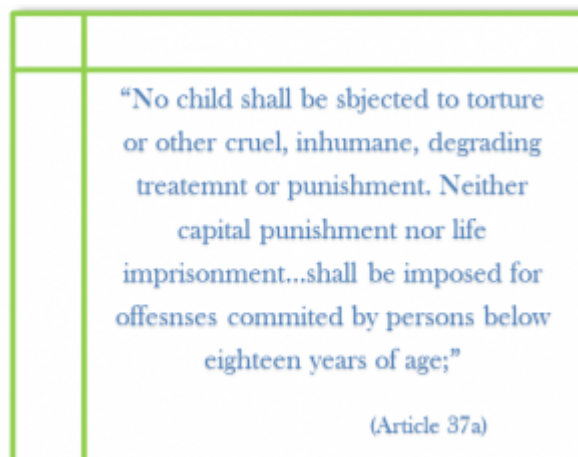 “No child shall be sbjected to torture
or other cruel, inhumane, degrading
treatemnt or punishment. Neither
capital punishment nor life
imprisonment...shall be imposed for
offesnses commited by persons below
eighteen years of age;”
(Article 37a)